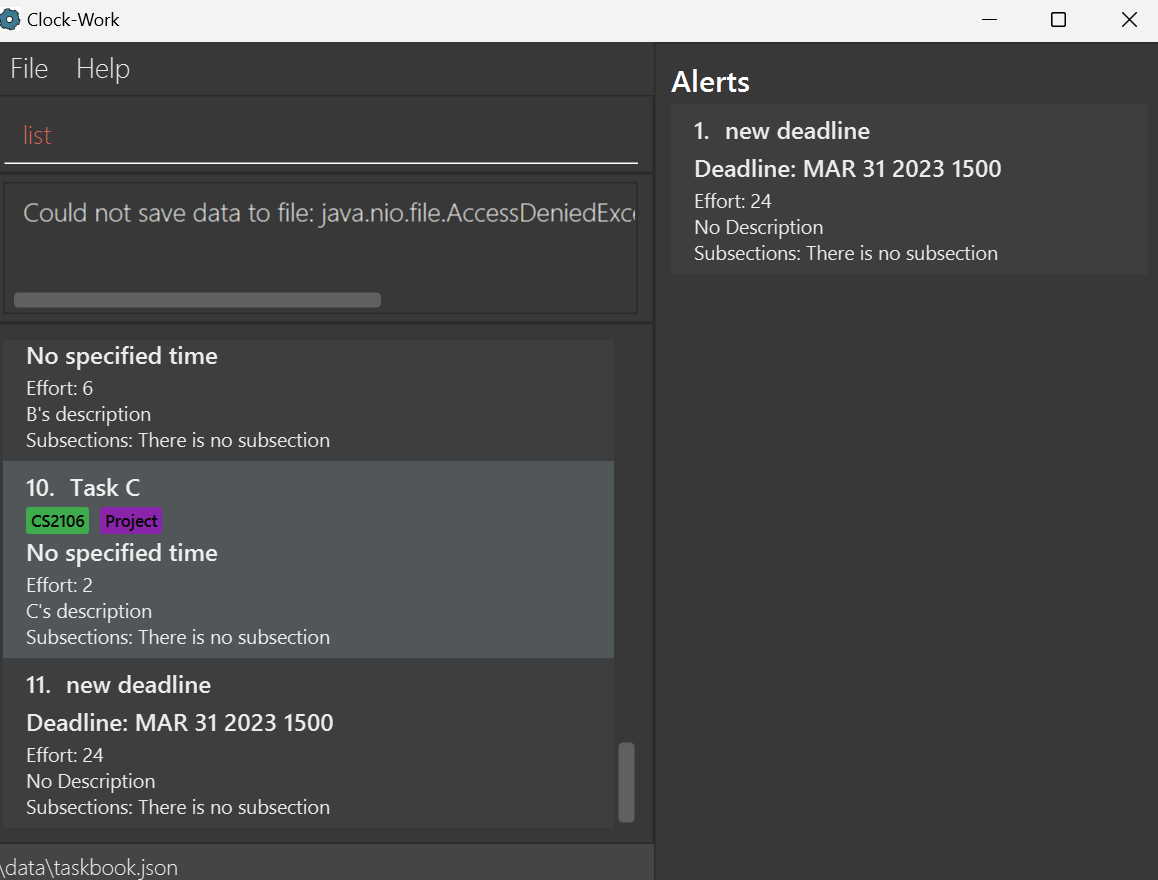 Clock-Work
File Help
list
Could not save data to file: java.nio.file.AccessDeniedExc
No specified time
Effort: 6
B's description
Subsections: There is no subsection
10. Task C
CS2106 Project
No specified time
Effort: 2
C's description
Subsections: There is no subsection
11. new deadline
Deadline: MAR 31 2023 1500
Effort: 24
No Description
Subsections: There is no subsection
\data\taskbook.json
Alerts
1. new deadline
Deadline: MAR 31 2023 1500
Effort: 24
No Description
Subsections: There is no subsection